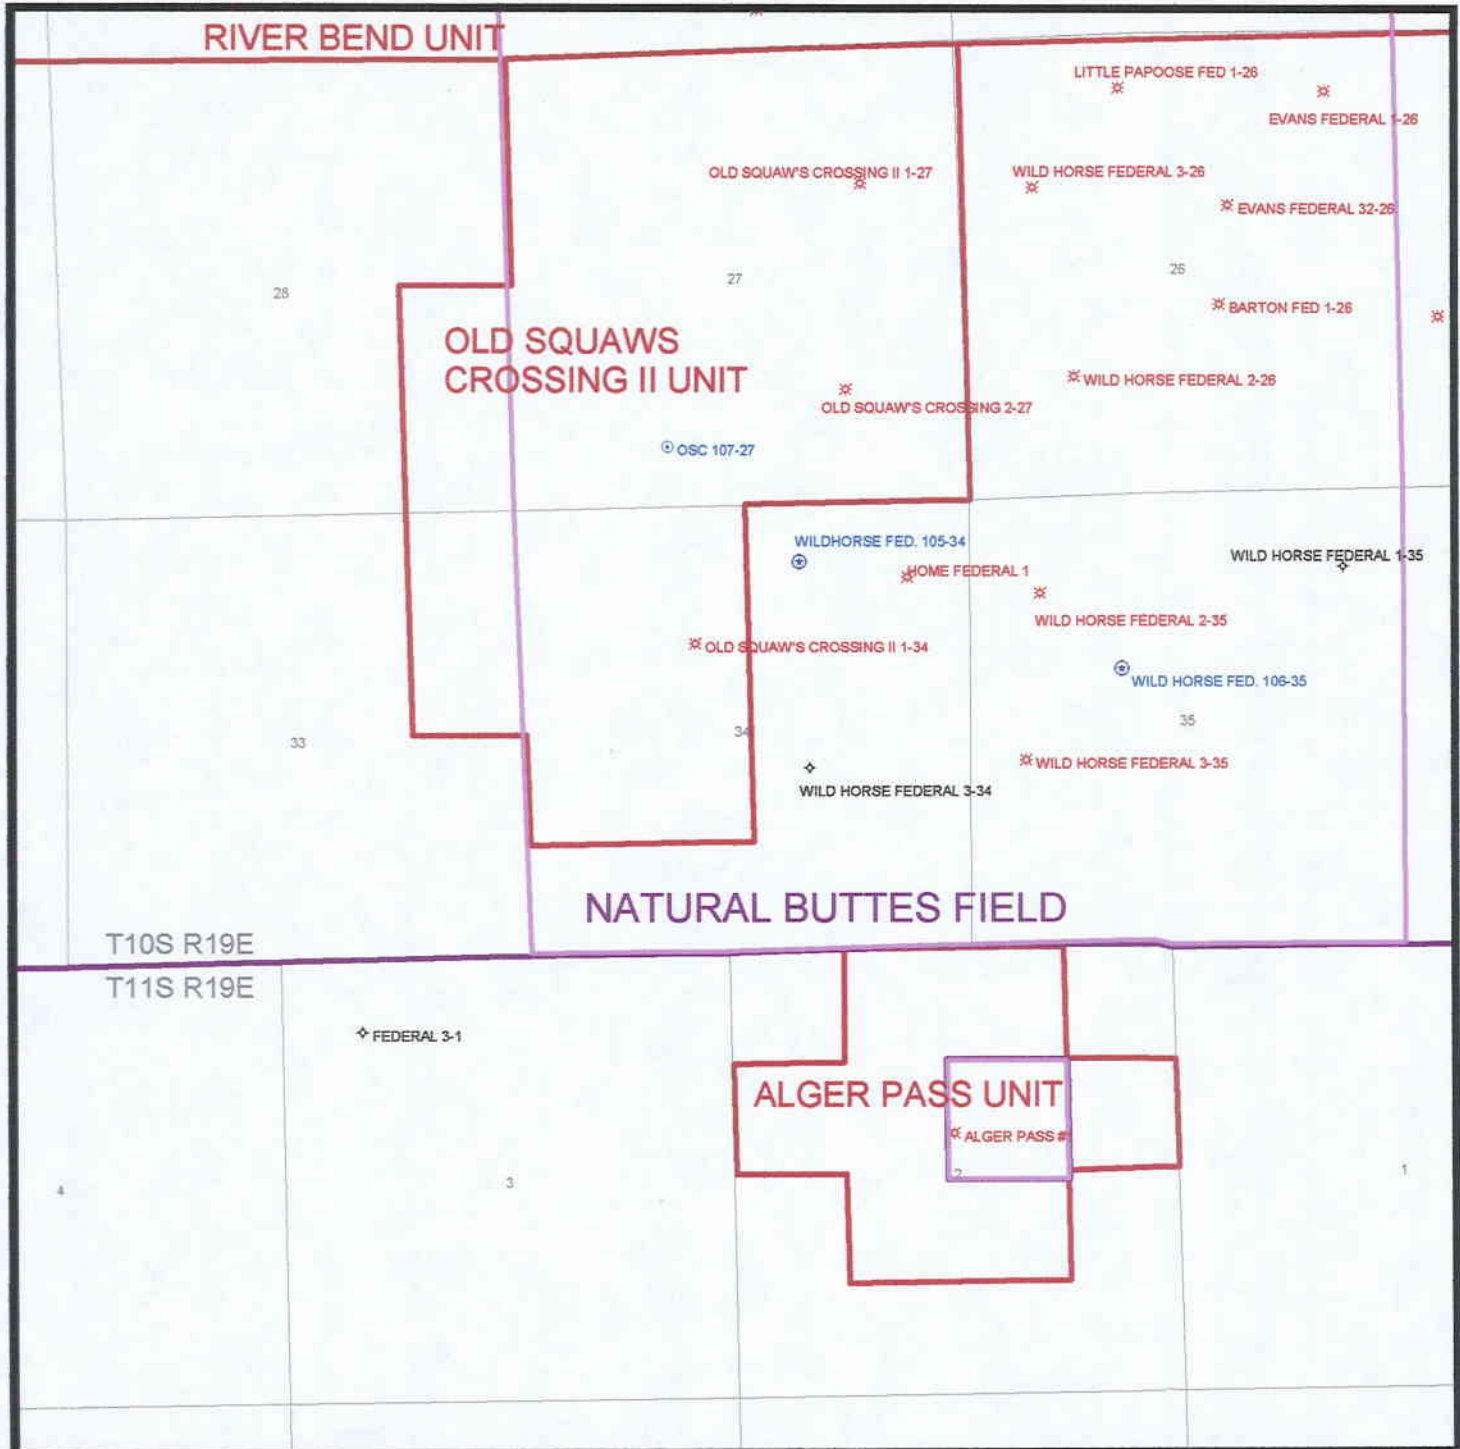 RIVER BEND UNIT
LITTLE PAPOOSE FED 1-26
EVANS FEDERAL 1-26
OLD SQUAW'S CROSSING II 1-27
WILD HORSE FEDERAL 3-26
EVANS FEDERAL 32-26
28
27
26
BARTON FED 1-26
OLD SQUAWS
CROSSING II UNIT
WILD HORSE FEDERAL 2-26
OLD SQUAW'S CROSSING 2-27
OSC 107-27
WILDHORSE FED. 105-34
WILD HORSE FEDERAL 1-35
HOME FEDERAL 1
WILD HORSE FEDERAL 2-35
OLD SQUAW'S CROSSING II 1-34
WILD HORSE FED. 106-35
33
34
35
WILD HORSE FEDERAL 3-35
WILD HORSE FEDERAL 3-34
NATURAL BUTTES FIELD
T10S R19E
T11S R19E
FEDERAL 3-1
ALGER PASS UNIT
ALGER PASS #1
4
3
2
1